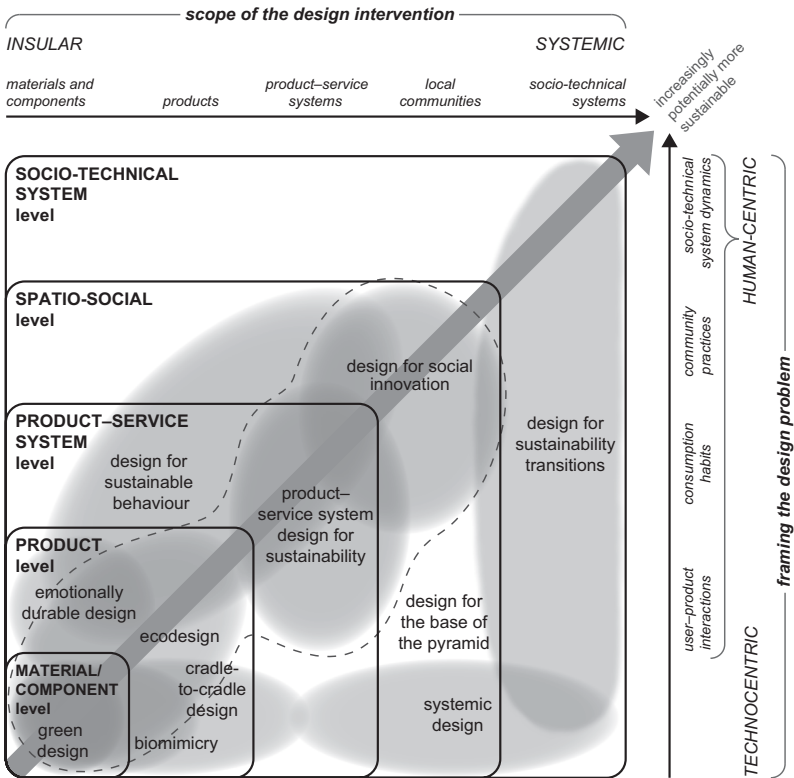 scope of the design intervention
INSULAR
SYSTEMIC
materials and
components
products
product–service
systems
local
communities
socio-technical
systems
increasingly
potentially more
sustainable
SOCIO-TECHNICAL
SYSTEM
level
SPATIO-SOCIAL
level
design for social
innovation
PRODUCT–SERVICE
SYSTEM
level
design for
sustainable
behaviour
design for
sustainability
transitions
product–
service system
design for
sustainability
PRODUCT
level
emotionally
durable design
ecodesign
design for
the base of
the pyramid
MATERIAL/
COMPONENT
level
green
design
cradle-
to-cradle
design
biomimicry
systemic
design
socio-technical
system dynamics
community
practices
consumption
habits
user–product
interactions
HUMAN-CENTRIC
TECHNOCENTRIC
framing the design problem